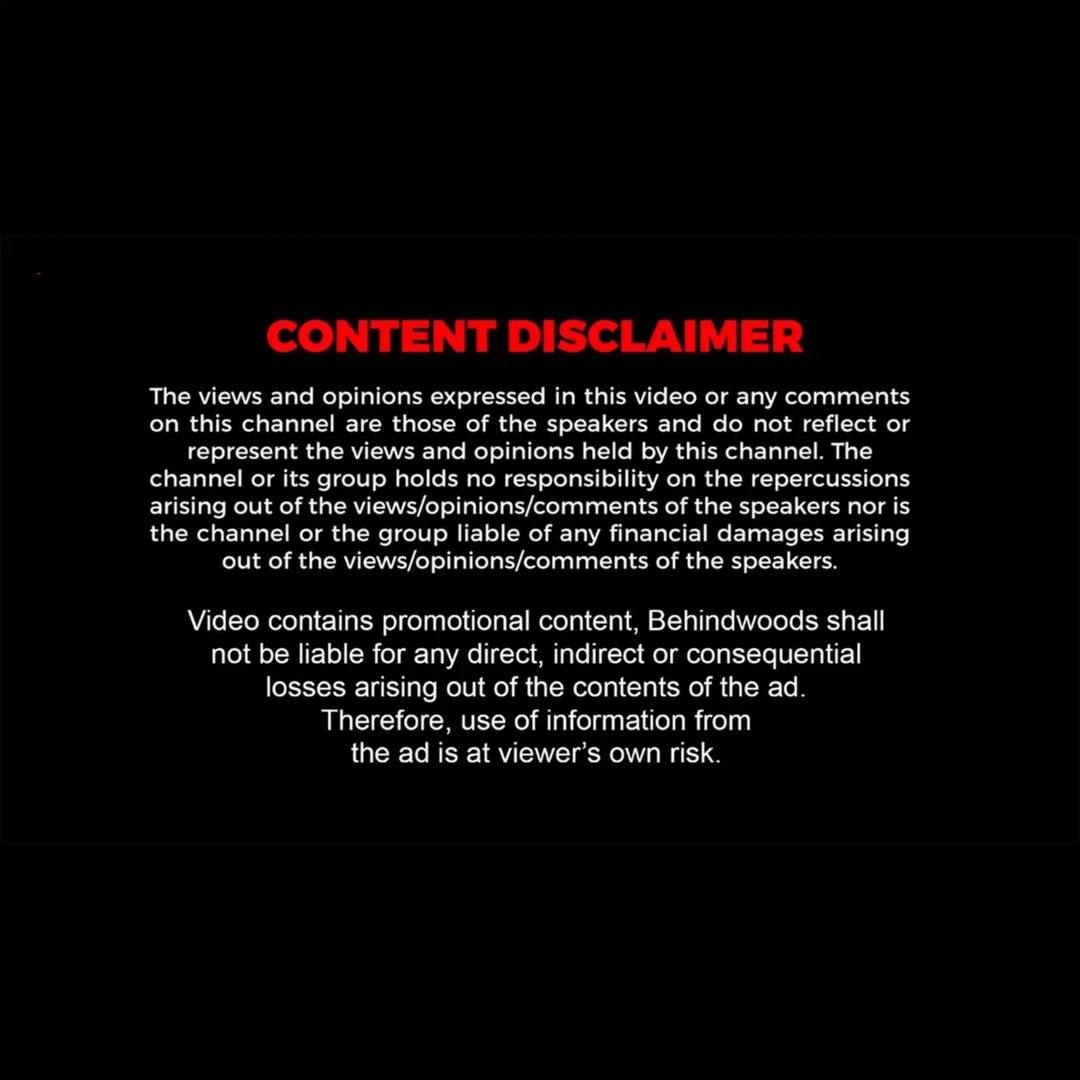 CONTENT DISCLAIMER
The views and opinions expressed in this video or any comments
on this channel are those of the speakers and do not reflect or
represent the views and opinions held by this channel. The
channel or its group holds no responsibility on the repercussions
arising out of the views/opinions/comments of the speakers nor is
the channel or the group liable of any financial damages arising
out of the views/opinions/comments of the speakers.
Video contains promotional content, Behindwoods shall
not be liable for any direct, indirect or consequential
losses arising out of the contents of the ad.
Therefore, use of information from
the ad is at viewer’s own risk.